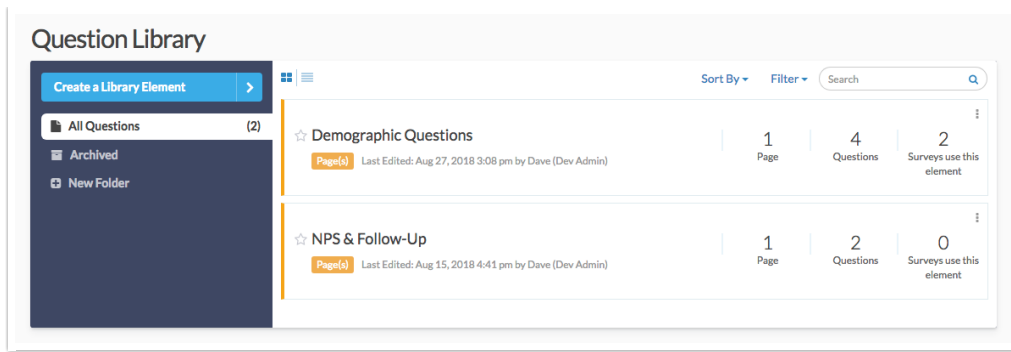 Question Library
Create a Library Element
All Questions (2)
Archived
New Folder
Sort By Filter Search
Demographic Questions
Page(s) Last Edited: Aug 27, 2018 3:08 pm by Dave (Dev Admin)
1 4 2
Page Questions Surveys use this
element
NPS & Follow-Up
Page(s) Last Edited: Aug 15, 2018 4:41 pm by Dave (Dev Admin)
1 2 0
Page Questions Surveys use this
element